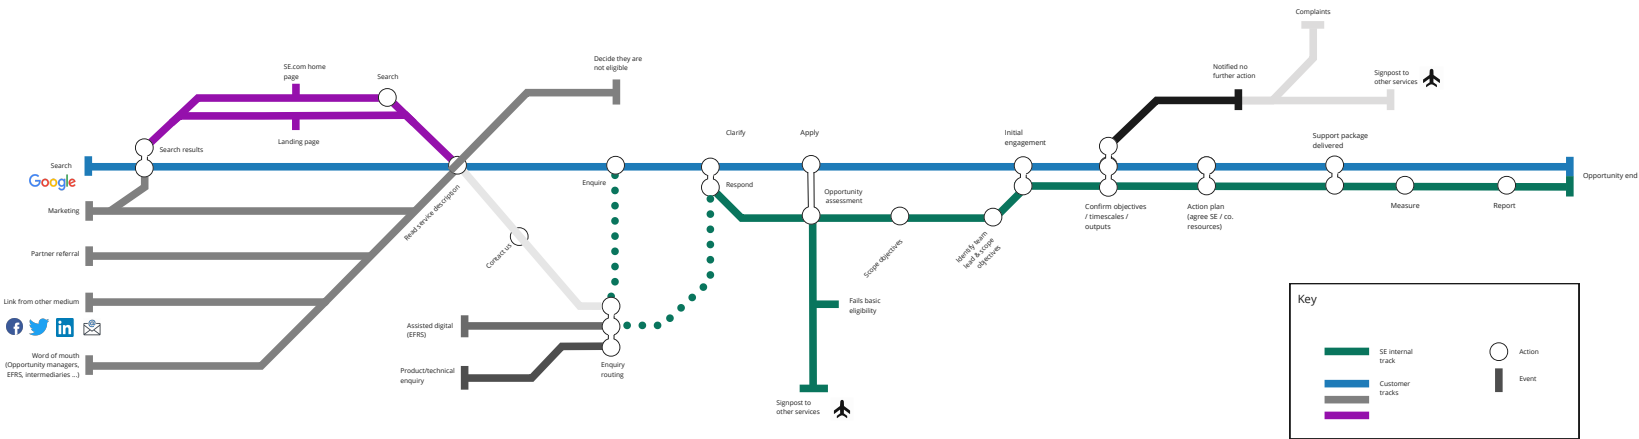 Complaints
Decide they are
not eligible
SE.com home
page
Search
Notified no
further action
Signpost to
other services
Landing page
Search results
Search
Google
Clarify
Apply
Initial
engagement
Support package
delivered
Opportunity end
Enquire
Respond
Opportunity
assessment
Marketing
Read service description
Contact us
Scope objectives
Identify team
lead & scope
objectives
Confirm objectives
/ timescales /
outputs
Action plan
(agree SE / co.
resources)
Measure
Report
Partner referral
Link from other medium
f
in
@
Word of mouth
(Opportunity managers,
EFRS, intermediaries ...)
Assisted digital
(EFRS)
Product/technical
enquiry
Enquiry
routing
Fails basic
eligibility
Signpost to
other services
Key
SE internal
track
Customer
tracks
Action
Event